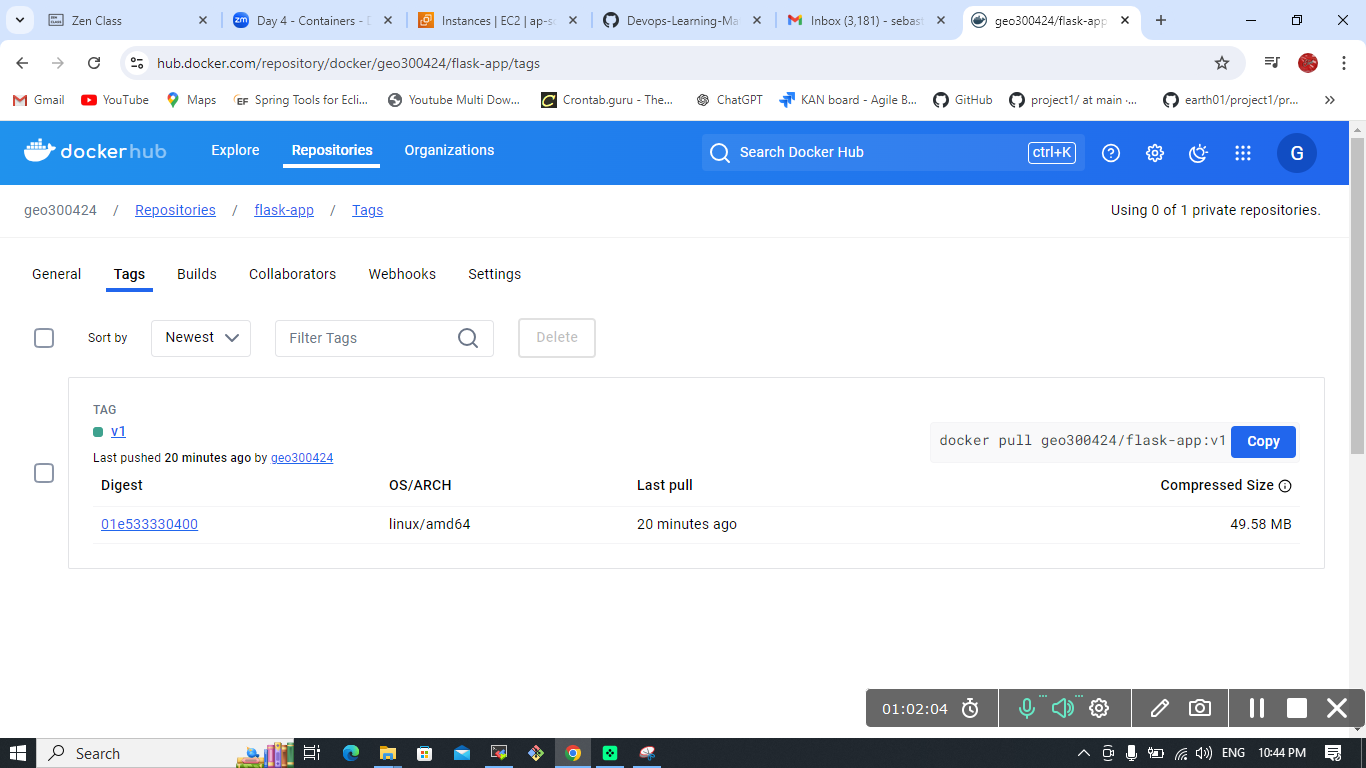 Zen Class
Day 4 - Containers - D
Instances | EC2 | ap-so
Devops-Learning-Ma
Inbox (3,181) - sebast
geo300424/flask-app
hub.docker.com/repository/docker/geo300424/flask-app/tags
Gmail
YouTube
Maps
Spring Tools for Ecli...
Youtube Multi Dow...
Crontab.guru - The...
ChatGPT
KAN board - Agile B...
GitHub
project1/ at main ·...
earth01/project1/pr...
dockerhub
Explore
Repositories
Organizations
Search Docker Hub
ctrl+K
G
geo300424 / Repositories / flask-app / Tags
Using 0 of 1 private repositories.
General
Tags
Builds
Collaborators
Webhooks
Settings
Sort by
Newest
Filter Tags
Delete
TAG
v1
docker pull geo300424/flask-app:v1
Copy
Last pushed 20 minutes ago by geo300424
Digest
OS/ARCH
Last pull
Compressed Size
01e533330400
linux/amd64
20 minutes ago
49.58 MB
01:02:04
Search
ENG
10:44 PM